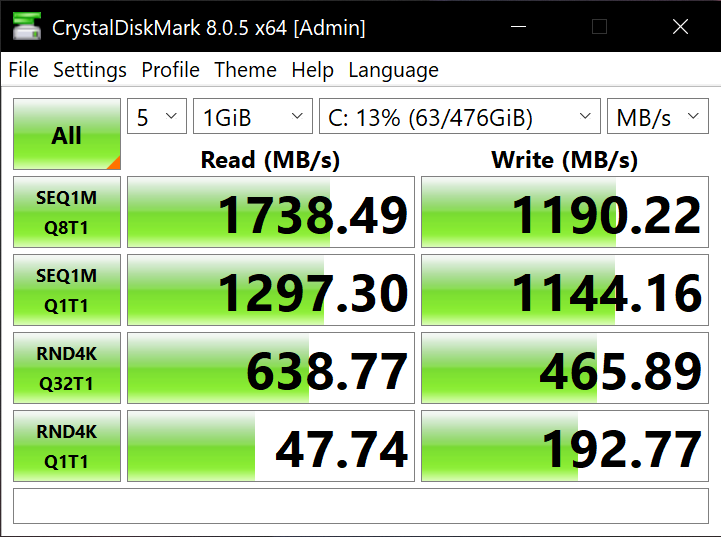 CrystalDiskMark 8.0.5 x64 [Admin]
File Settings Profile Theme Help Language
All 5 1GiB C: 13% (63/476GiB) MB/s
Read (MB/s) Write (MB/s)
SEQ1M
Q8T1 1738.49 1190.22
SEQ1M
Q1T1 1297.30 1144.16
RND4K
Q32T1 638.77 465.89
RND4K
Q1T1 47.74 192.77